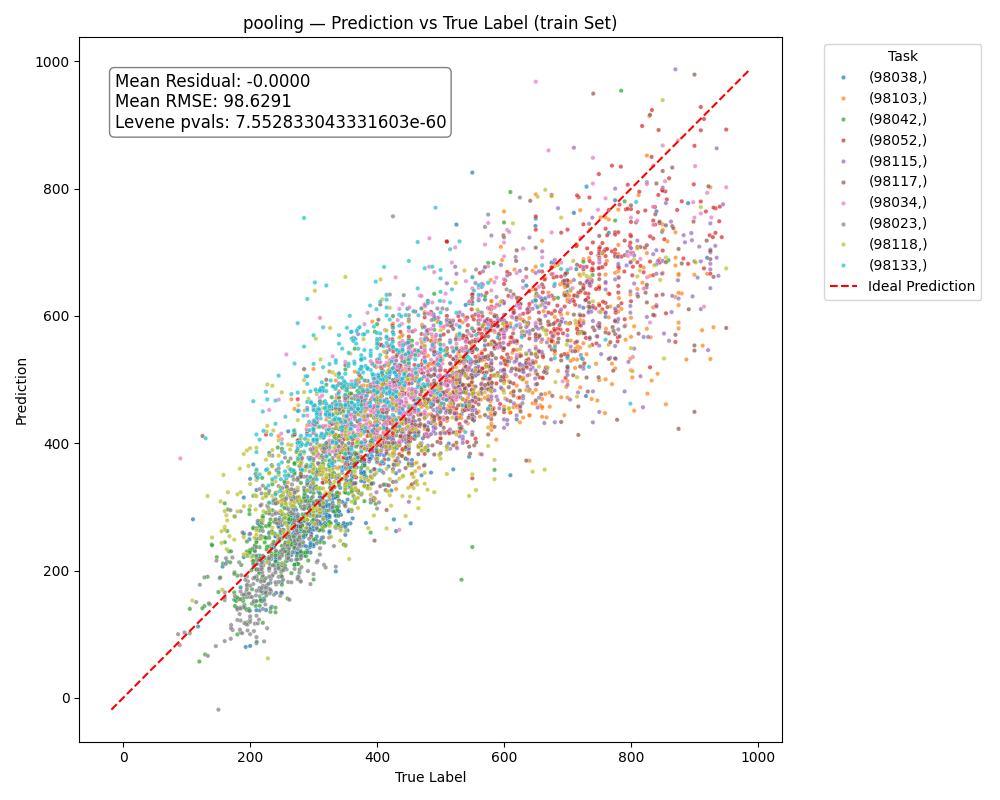 pooling — Prediction vs True Label (train Set)
Mean Residual: -0.0000
Mean RMSE: 98.6291
Levene pvals: 7.552833043331603e-60
Task
(98038,)
(98103,)
(98042,)
(98052,)
(98115,)
(98117,)
(98034,)
(98023,)
(98118,)
(98133,)
Ideal Prediction
Prediction
1000
800
600
400
200
0
0 200 400 600 800 1000
True Label